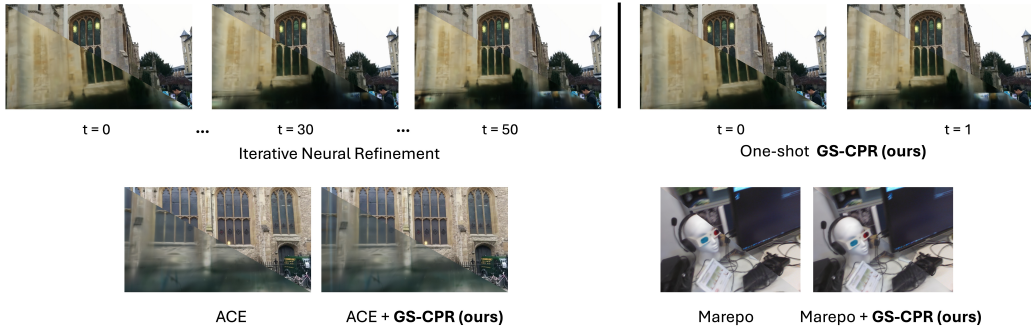 t = 0 ... t = 30 ... t = 50 t = 0 t = 1
Iterative Neural Refinement One-shot GS-CPR (ours)
ACE ACE + GS-CPR (ours) Marepo Marepo + GS-CPR (ours)